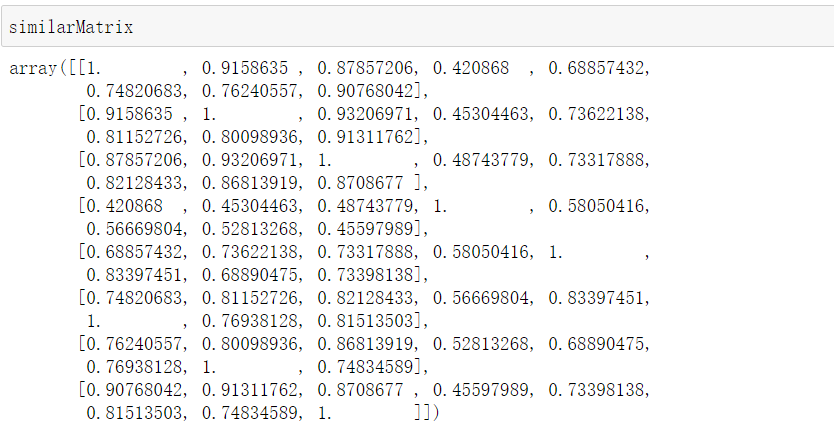 similarMatrix
array([[1.        , 0.9158635 , 0.87857206, 0.420868  , 0.68857432,
        0.74820683, 0.76240557, 0.90768042],
       [0.9158635 , 1.        , 0.93206971, 0.45304463, 0.73622138,
        0.81152726, 0.80098936, 0.91311762],
       [0.87857206, 0.93206971, 1.        , 0.48743779, 0.73317888,
        0.82128433, 0.86813919, 0.8708677 ],
       [0.420868  , 0.45304463, 0.48743779, 1.        , 0.58050416,
        0.56669804, 0.52813268, 0.45597989],
       [0.68857432, 0.73622138, 0.73317888, 0.58050416, 1.        ,
        0.83397451, 0.68890475, 0.73398138],
       [0.74820683, 0.81152726, 0.82128433, 0.56669804, 0.83397451,
        1.        , 0.76938128, 0.81513503],
       [0.76240557, 0.80098936, 0.86813919, 0.52813268, 0.68890475,
        0.76938128, 1.        , 0.74834589],
       [0.90768042, 0.91311762, 0.8708677 , 0.45597989, 0.73398138,
        0.81513503, 0.74834589, 1.        ]])